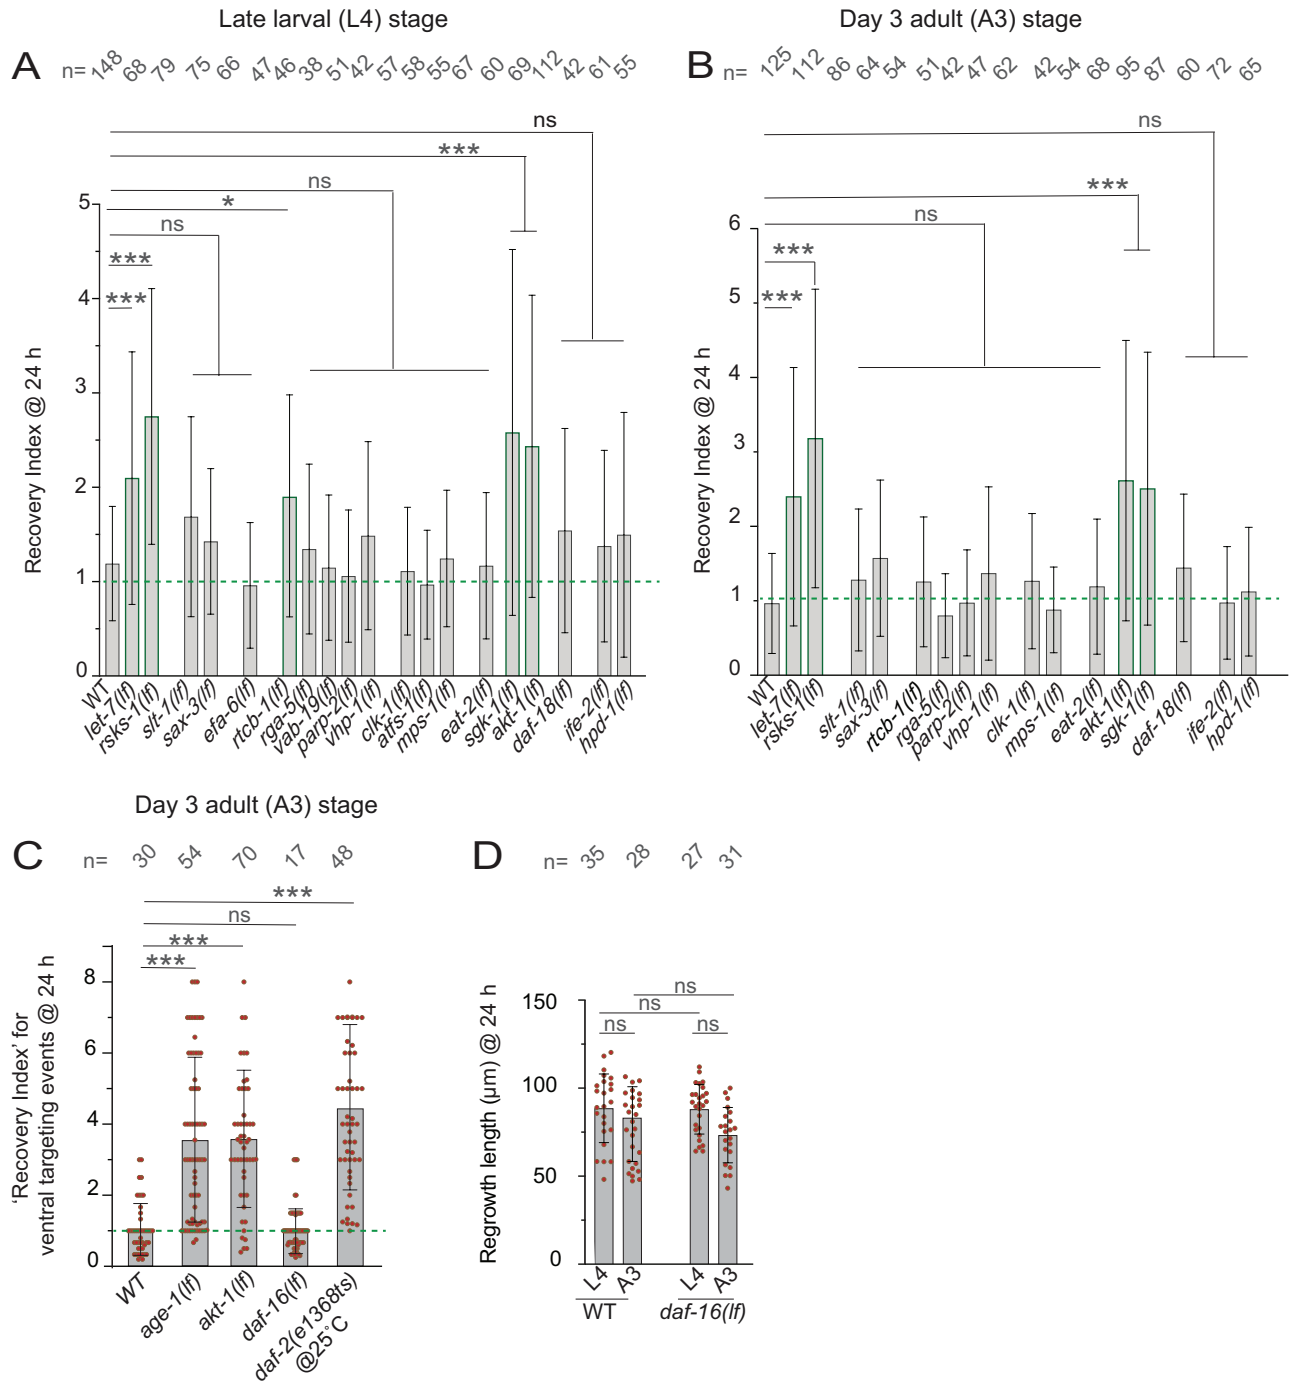 Late larval (L4) stage
A
n= 148 68 79 75 66 47 46 38 51 42 57 58 55 67 60 69 112 42 61 55
ns
***
ns
*
ns
***
***
Recovery Index @ 24 h
5
4
3
2
1
0
WT let-7(lf) rsks-1(lf) slt-1(lf) sax-3(lf) efa-6(lf) rtcb-1(lf) rga-5(lf) vab-19(lf) parp-2(lf) vhp-1(lf) clk-1(lf) atfs-1(lf) mps-1(lf) eat-2(lf) sgk-1(lf) akt-1(lf) daf-18(lf) ife-2(lf) hpd-1(lf)
Day 3 adult (A3) stage
B
n= 125 112 86 64 54 51 42 47 62 42 54 68 95 87 60 72 65
ns
***
ns
***
***
Recovery Index @ 24 h
6
5
4
3
2
1
0
WT let-7(lf) rsks-1(lf) slt-1(lf) sax-3(lf) rtcb-1(lf) rga-5(lf) parp-2(lf) vhp-1(lf) clk-1(lf) mps-1(lf) eat-2(lf) akt-1(lf) sgk-1(lf) daf-18(lf) ife-2(lf) hpd-1(lf)
Day 3 adult (A3) stage
C
n= 30 54 70 17 48
***
ns
***
***
'Recovery Index' for
ventral targeting events @ 24 h
8
6
4
2
0
WT age-1(lf) akt-1(lf) daf-16(lf) daf-2(e1368ts)
@25˚C
D
n= 35 28 27 31
ns
ns
ns ns
Regrowth length (µm) @ 24 h
150
100
50
0
L4 A3 L4 A3
WT daf-16(lf)